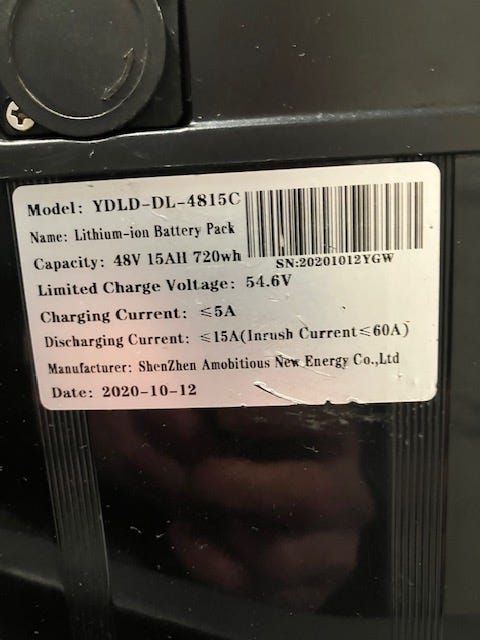 Model: YDLD-DL-4815C
Name: Lithium-ion Battery Pack
Capacity: 48V 15AH 720wh
SN:20201012YGW
Limited Charge Voltage: 54.6V
Charging Current: ≤5A
Discharging Current: ≤15A(Inrush Current≤60A)
Manufacturer: ShenZhen Amobitious New Energy Co.,Ltd
Date: 2020-10-12